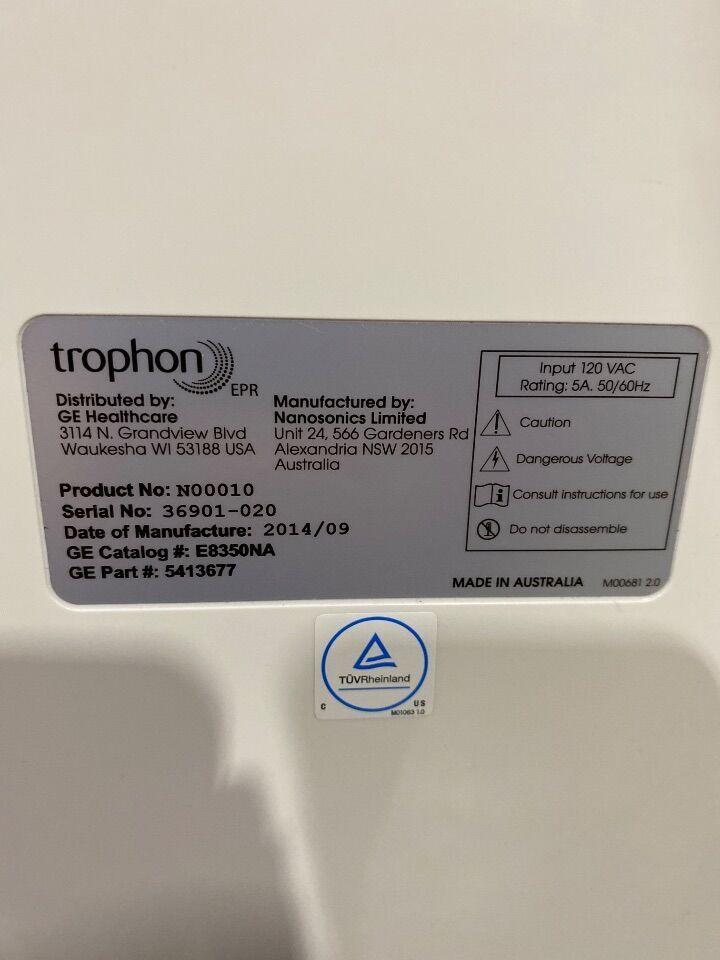 trophon
EPR
Distributed by:
GE Healthcare
3114 N. Grandview Blvd
Waukesha WI 53188 USA
Manufactured by:
Nanosonics Limited
Unit 24, 566 Gardeners Rd
Alexandria NSW 2015
Australia
Product No: N00010
Serial No: 36901-020
Date of Manufacture: 2014/09
GE Catalog #: E8350NA
GE Part #: 5413677
Input 120 VAC
Rating: 5A. 50/60Hz
Caution
Dangerous Voltage
Consult instructions for use
Do not disassemble
MADE IN AUSTRALIA M00681 2.0
TÜVRheinland
C US
M01063 1.0